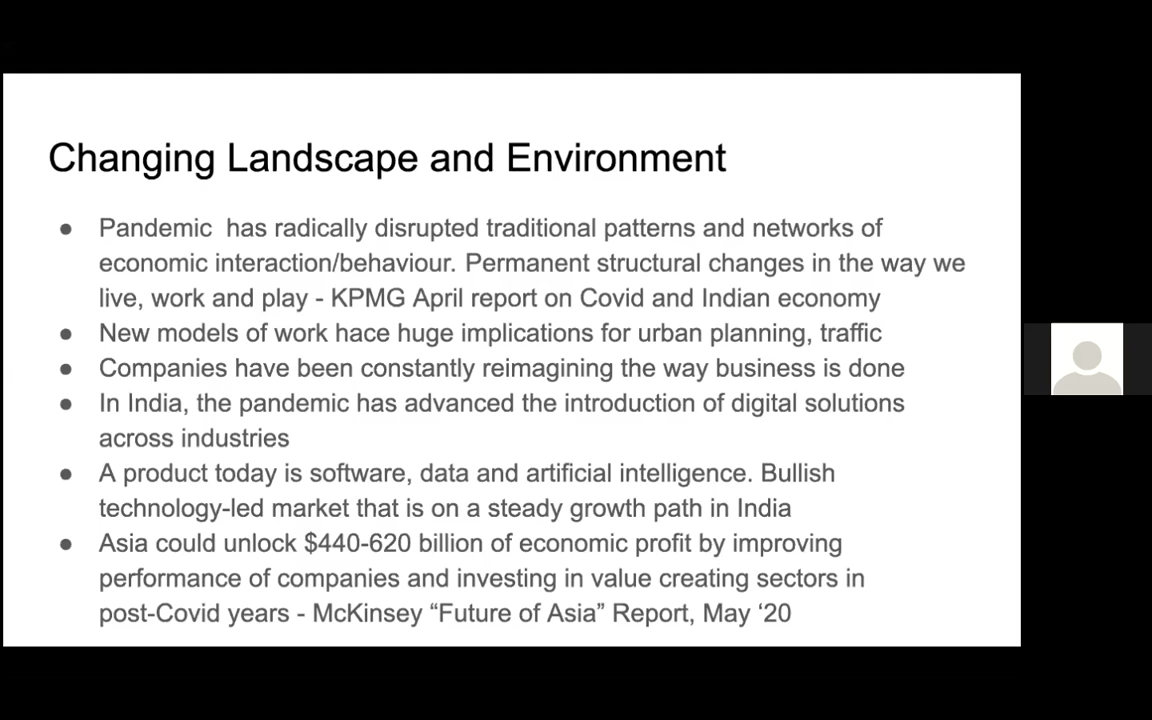 Changing Landscape and Environment
● Pandemic  has radically disrupted traditional patterns and networks of
economic interaction/behaviour. Permanent structural changes in the way we
live, work and play - KPMG April report on Covid and Indian economy
● New models of work hace huge implications for urban planning, traffic
● Companies have been constantly reimagining the way business is done
● In India, the pandemic has advanced the introduction of digital solutions
across industries
● A product today is software, data and artificial intelligence. Bullish
technology-led market that is on a steady growth path in India
● Asia could unlock $440-620 billion of economic profit by improving
performance of companies and investing in value creating sectors in
post-Covid years - McKinsey “Future of Asia” Report, May ‘20